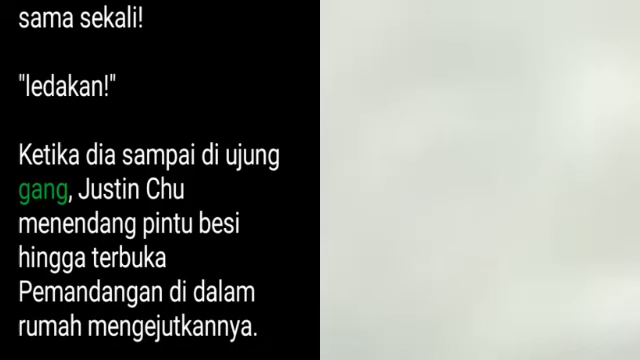 sama sekali!
"ledakan!"
Ketika dia sampai di ujung
gang, Justin Chu
menendang pintu besi
hingga terbuka
Pemandangan di dalam
rumah mengejutkannya.